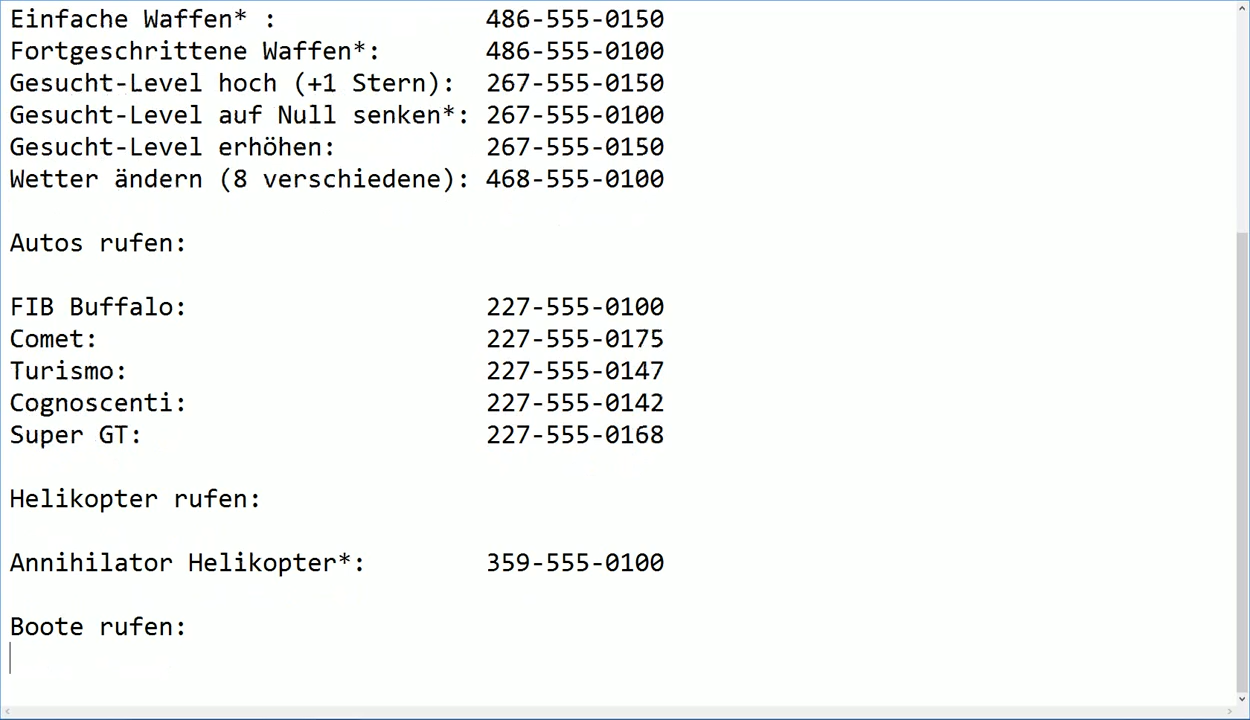 Einfache Waffen* : 486-555-0150
Fortgeschrittene Waffen*: 486-555-0100
Gesucht-Level hoch (+1 Stern): 267-555-0150
Gesucht-Level auf Null senken*: 267-555-0100
Gesucht-Level erhöhen: 267-555-0150
Wetter ändern (8 verschiedene): 468-555-0100
Autos rufen:
FIB Buffalo: 227-555-0100
Comet: 227-555-0175
Turismo: 227-555-0147
Cognoscenti: 227-555-0142
Super GT: 227-555-0168
Helikopter rufen:
Annihilator Helikopter*: 359-555-0100
Boote rufen: